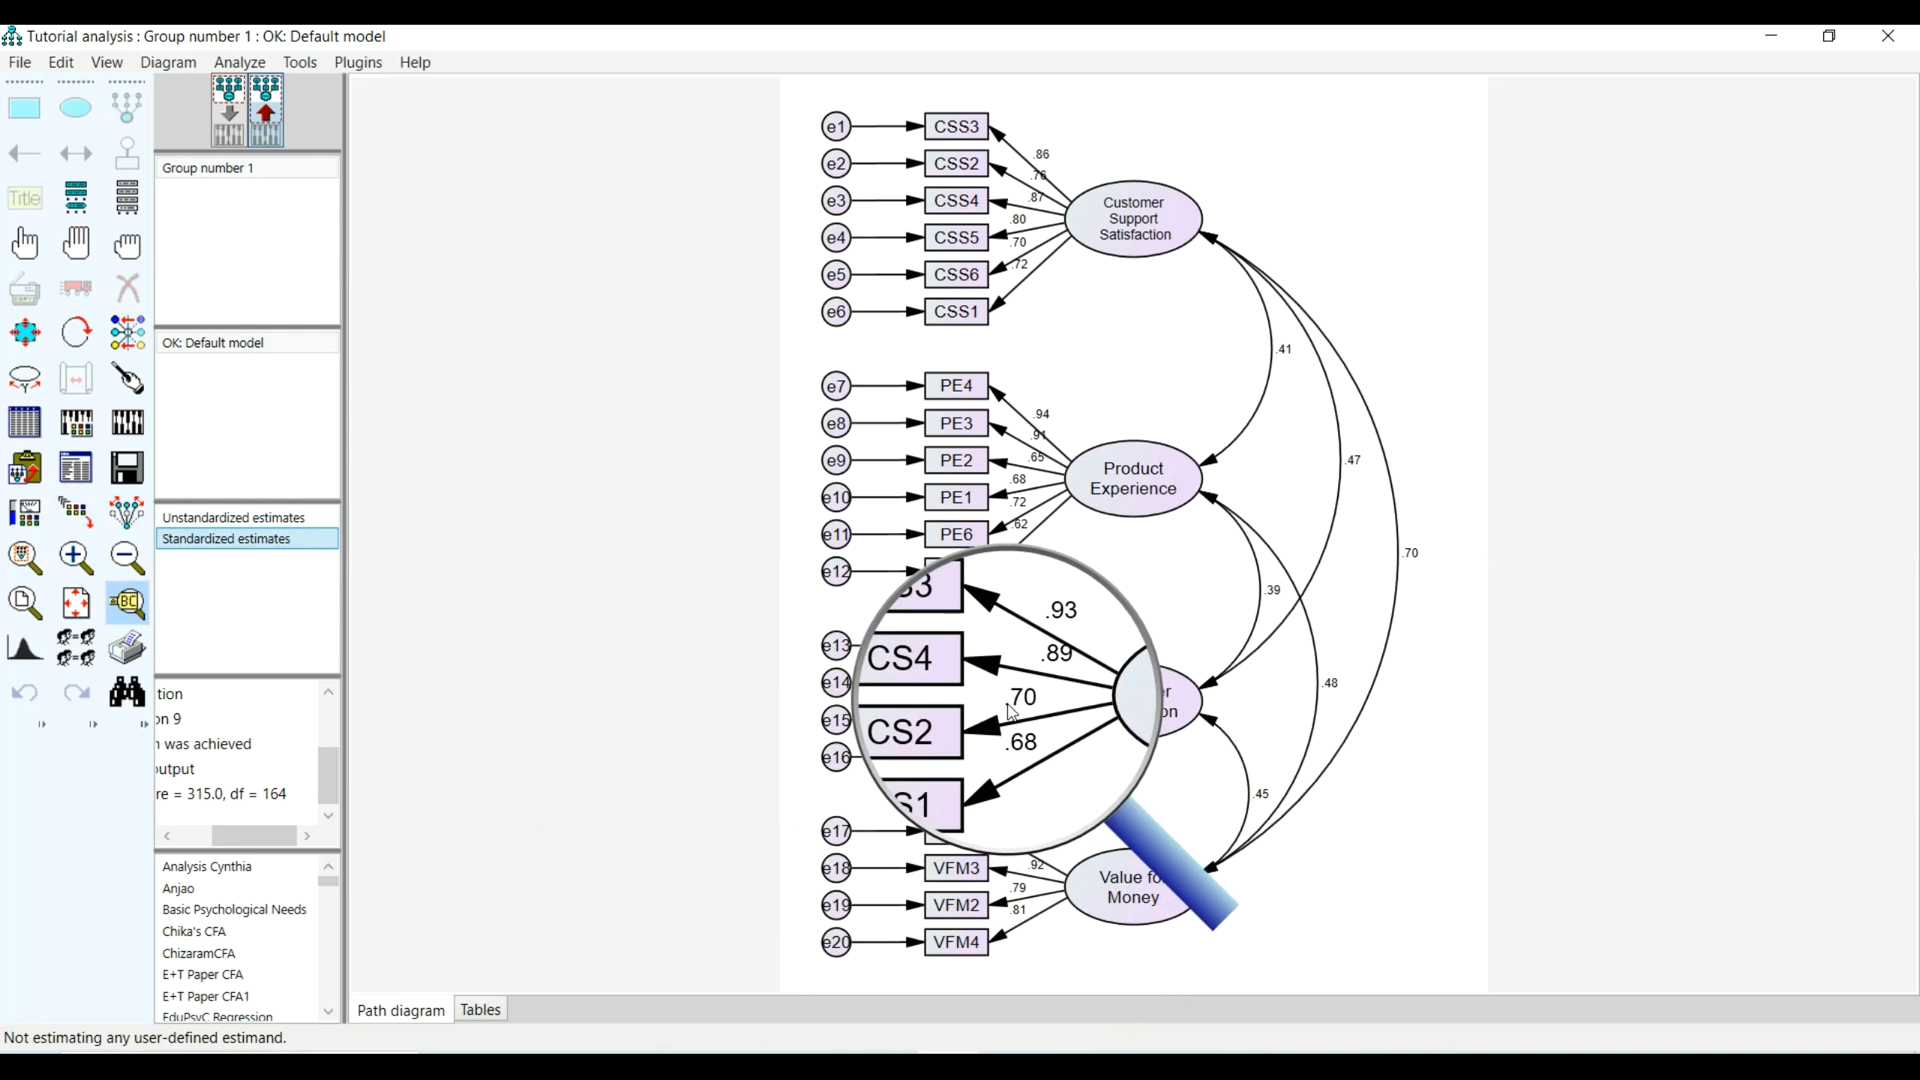 Tutorial analysis : Group number 1 : OK: Default model
File Edit View Diagram Analyze Tools Plugins Help
Title
Group number 1
OK: Default model
Unstandardized estimates
Standardized estimates
tion
on 9
was achieved
output
re = 315.0, df = 164
Analysis Cynthia
Anjao
Basic Psychological Needs
Chika's CFA
ChizaramCFA
E+T Paper CFA
E+T Paper CFA1
EduPsyC Regression
e1 CSS3 .86
e2 CSS2 .76
e3 CSS4 .87
e4 CSS5 .80
e5 CSS6 .70
e6 CSS1 .72
Customer
Support
Satisfaction
.41
e7 PE4 .94
e8 PE3 .91
e9 PE2 .65
e10 PE1 .68
e11 PE6 .72
e12 .62
Product
Experience
.47
.70
.39
e13 S3 .93
e14 CS4 .89
e15 CS2 .70
e16 S1 .68
er
on
.48
.45
e17
e18 VFM3 .92
e19 VFM2 .79
e20 VFM4 .81
Value fo
Money
Path diagram Tables
Not estimating any user-defined estimand.